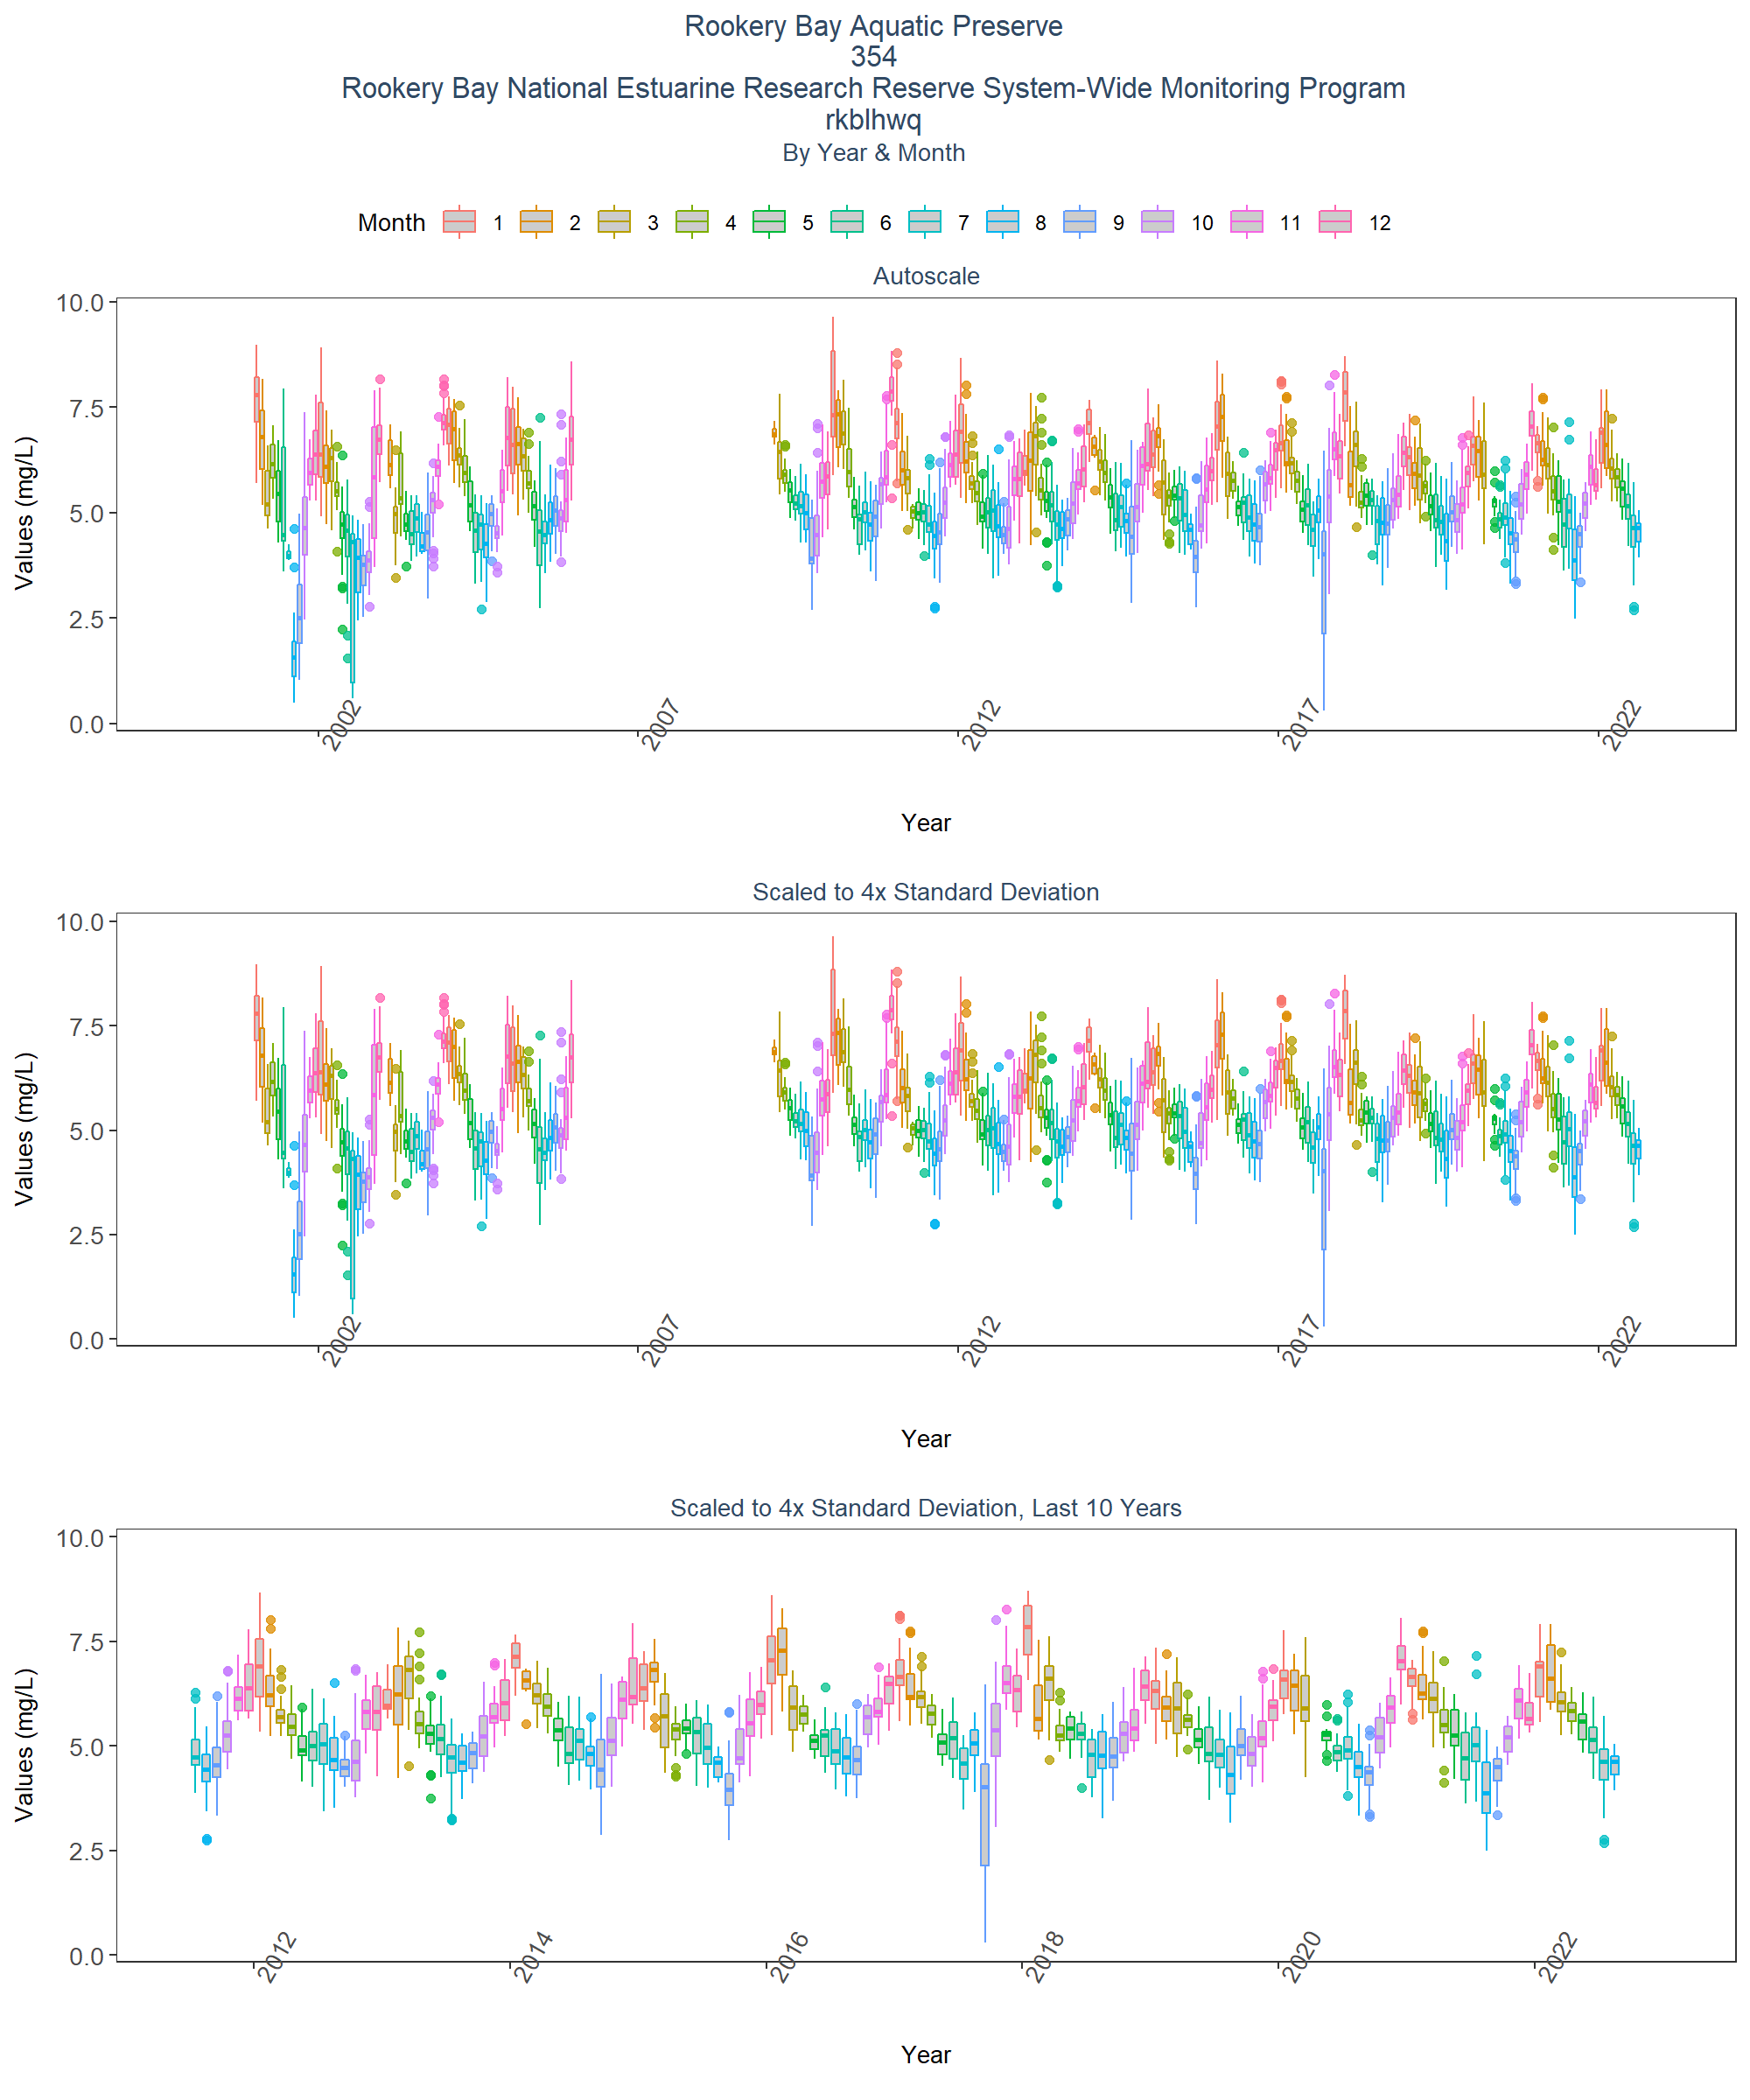 Rookery Bay Aquatic Preserve
354
Rookery Bay National Estuarine Research Reserve System-Wide Monitoring Program
rkblhwq
By Year & Month
Month 1 2 3 4 5 6 7 8 9 10 11 12
Autoscale
Values (mg/L)
10.0
7.5
5.0
2.5
0.0
2002 2007 2012 2017 2022
Year
Scaled to 4x Standard Deviation
Values (mg/L)
10.0
7.5
5.0
2.5
0.0
2002 2007 2012 2017 2022
Year
Scaled to 4x Standard Deviation, Last 10 Years
Values (mg/L)
10.0
7.5
5.0
2.5
0.0
2012 2014 2016 2018 2020 2022
Year